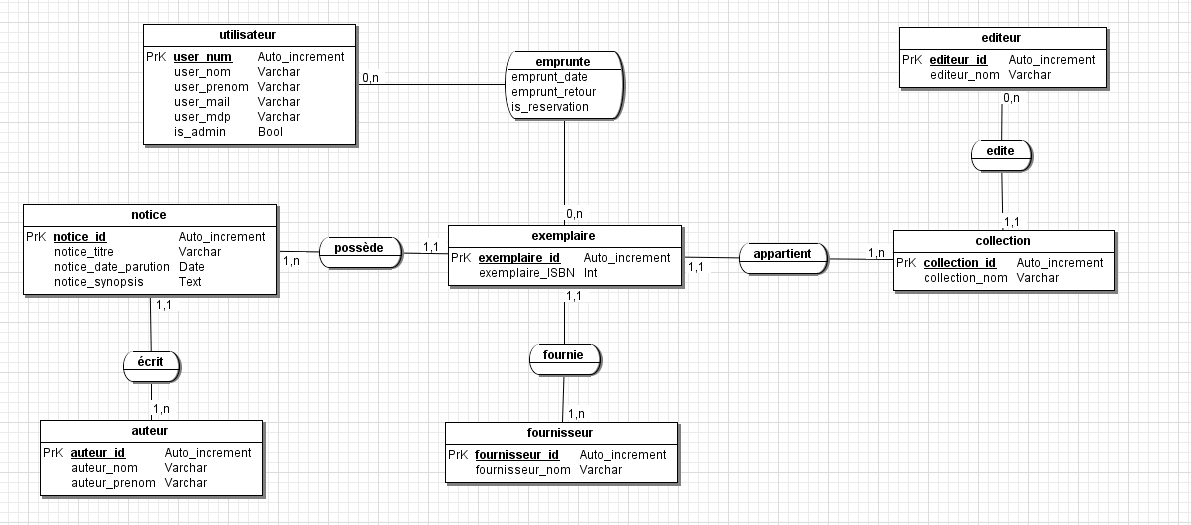 utilisateur
PrK user_num Auto_increment
user_nom Varchar
user_prenom Varchar
user_mail Varchar
user_mdp Varchar
is_admin Bool
0,n
emprunte
emprunt_date
emprunt_retour
is_reservation
0,n
editeur
PrK editeur_id Auto_increment
editeur_nom Varchar
0,n
edite
1,1
notice
PrK notice_id Auto_increment
notice_titre Varchar
notice_date_parution Date
notice_synopsis Text
1,n
possède
1,1
exemplaire
PrK exemplaire_id Auto_increment
exemplaire_ISBN Int
1,1
appartient
1,n
collection
PrK collection_id Auto_increment
collection_nom Varchar
1,1
écrit
1,n
auteur
PrK auteur_id Auto_increment
auteur_nom Varchar
auteur_prenom Varchar
1,1
fournie
1,n
fournisseur
PrK fournisseur_id Auto_increment
fournisseur_nom Varchar